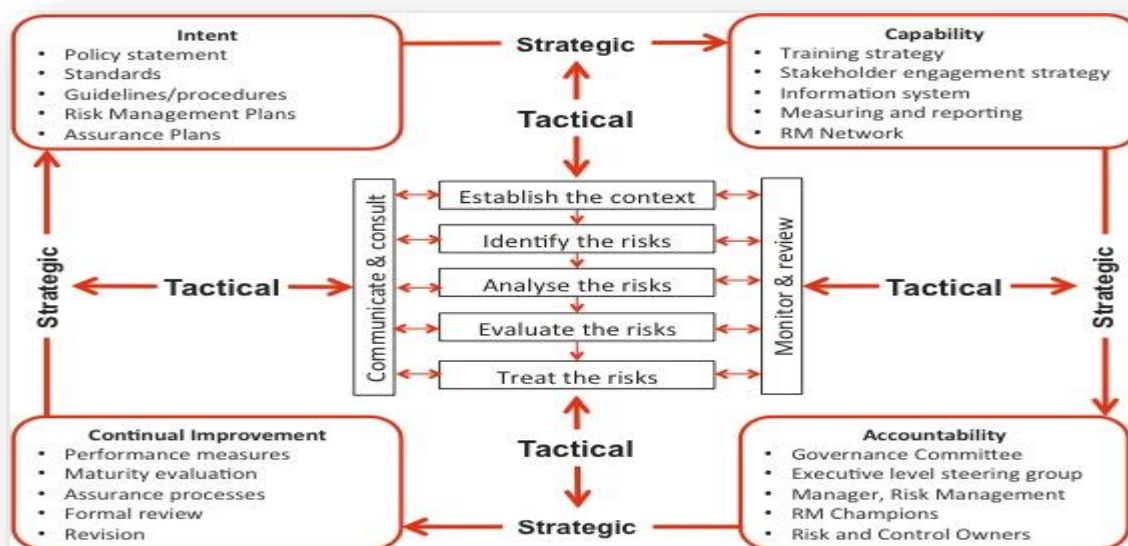 Intent
• Policy statement
• Standards
• Guidelines/procedures
• Risk Management Plans
• Assurance Plans
Strategic
Capability
• Training strategy
• Stakeholder engagement strategy
• Information system
• Measuring and reporting
• RM Network
Tactical
Communicate & consult
Establish the context
Identify the risks
Analyse the risks
Evaluate the risks
Treat the risks
Monitor & review
Strategic
Tactical
Tactical
Strategic
Tactical
Continual Improvement
• Performance measures
• Maturity evaluation
• Assurance processes
• Formal review
• Revision
Strategic
Accountability
• Governance Committee
• Executive level steering group
• Manager, Risk Management
• RM Champions
• Risk and Control Owners